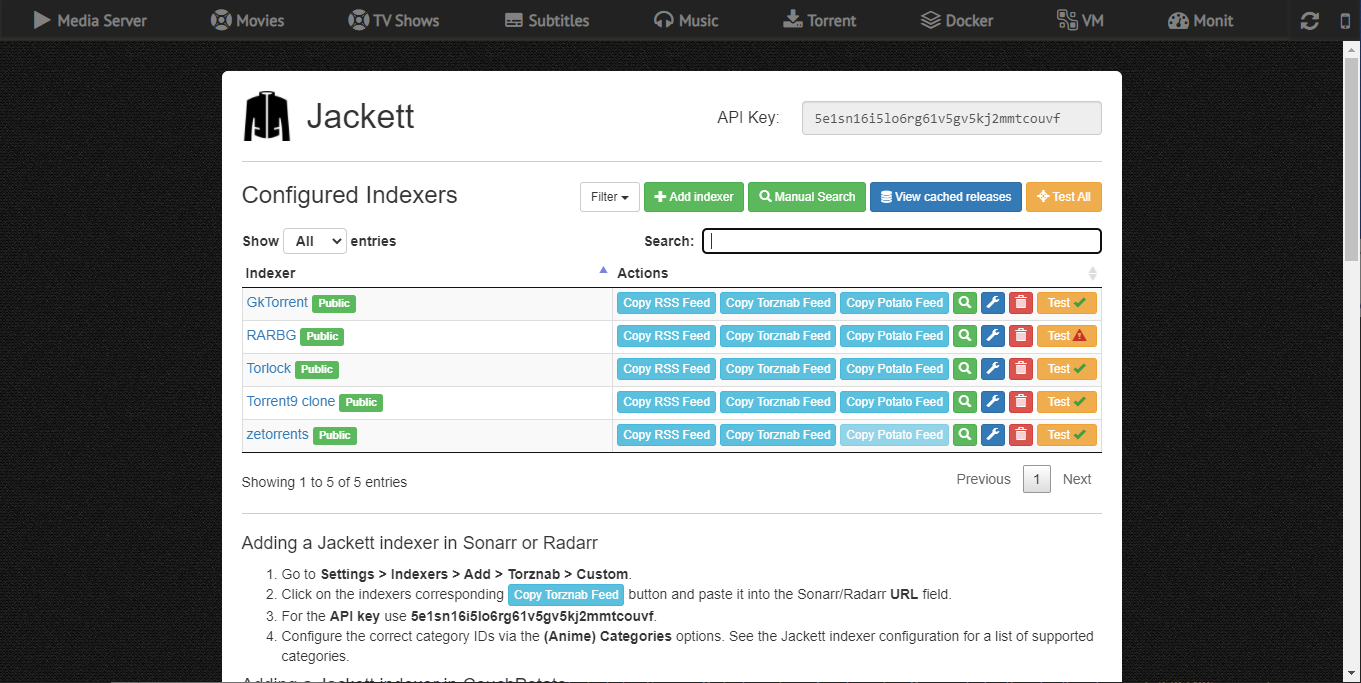 Media Server Movies TV Shows Subtitles Music Torrent Docker VM Monit
Jackett API Key: 5e1sn16i5lo6rg61v5gv5kj2mmtcouvf
Configured Indexers Filter Add indexer Manual Search View cached releases Test All
Show All entries Search:
Indexer Actions
GkTorrent Public Copy RSS Feed Copy Torznab Feed Copy Potato Feed Test
RARBG Public Copy RSS Feed Copy Torznab Feed Copy Potato Feed Test
Torlock Public Copy RSS Feed Copy Torznab Feed Copy Potato Feed Test
Torrent9 clone Public Copy RSS Feed Copy Torznab Feed Copy Potato Feed Test
zetorrents Public Copy RSS Feed Copy Torznab Feed Copy Potato Feed Test
Showing 1 to 5 of 5 entries Previous 1 Next
Adding a Jackett indexer in Sonarr or Radarr
1. Go to Settings > Indexers > Add > Torznab > Custom.
2. Click on the indexers corresponding Copy Torznab Feed button and paste it into the Sonarr/Radarr URL field.
3. For the API key use 5e1sn16i5lo6rg61v5gv5kj2mmtcouvf.
4. Configure the correct category IDs via the (Anime) Categories options. See the Jackett indexer configuration for a list of supported
categories.
Adding a Jackett indexer in CouchPotato